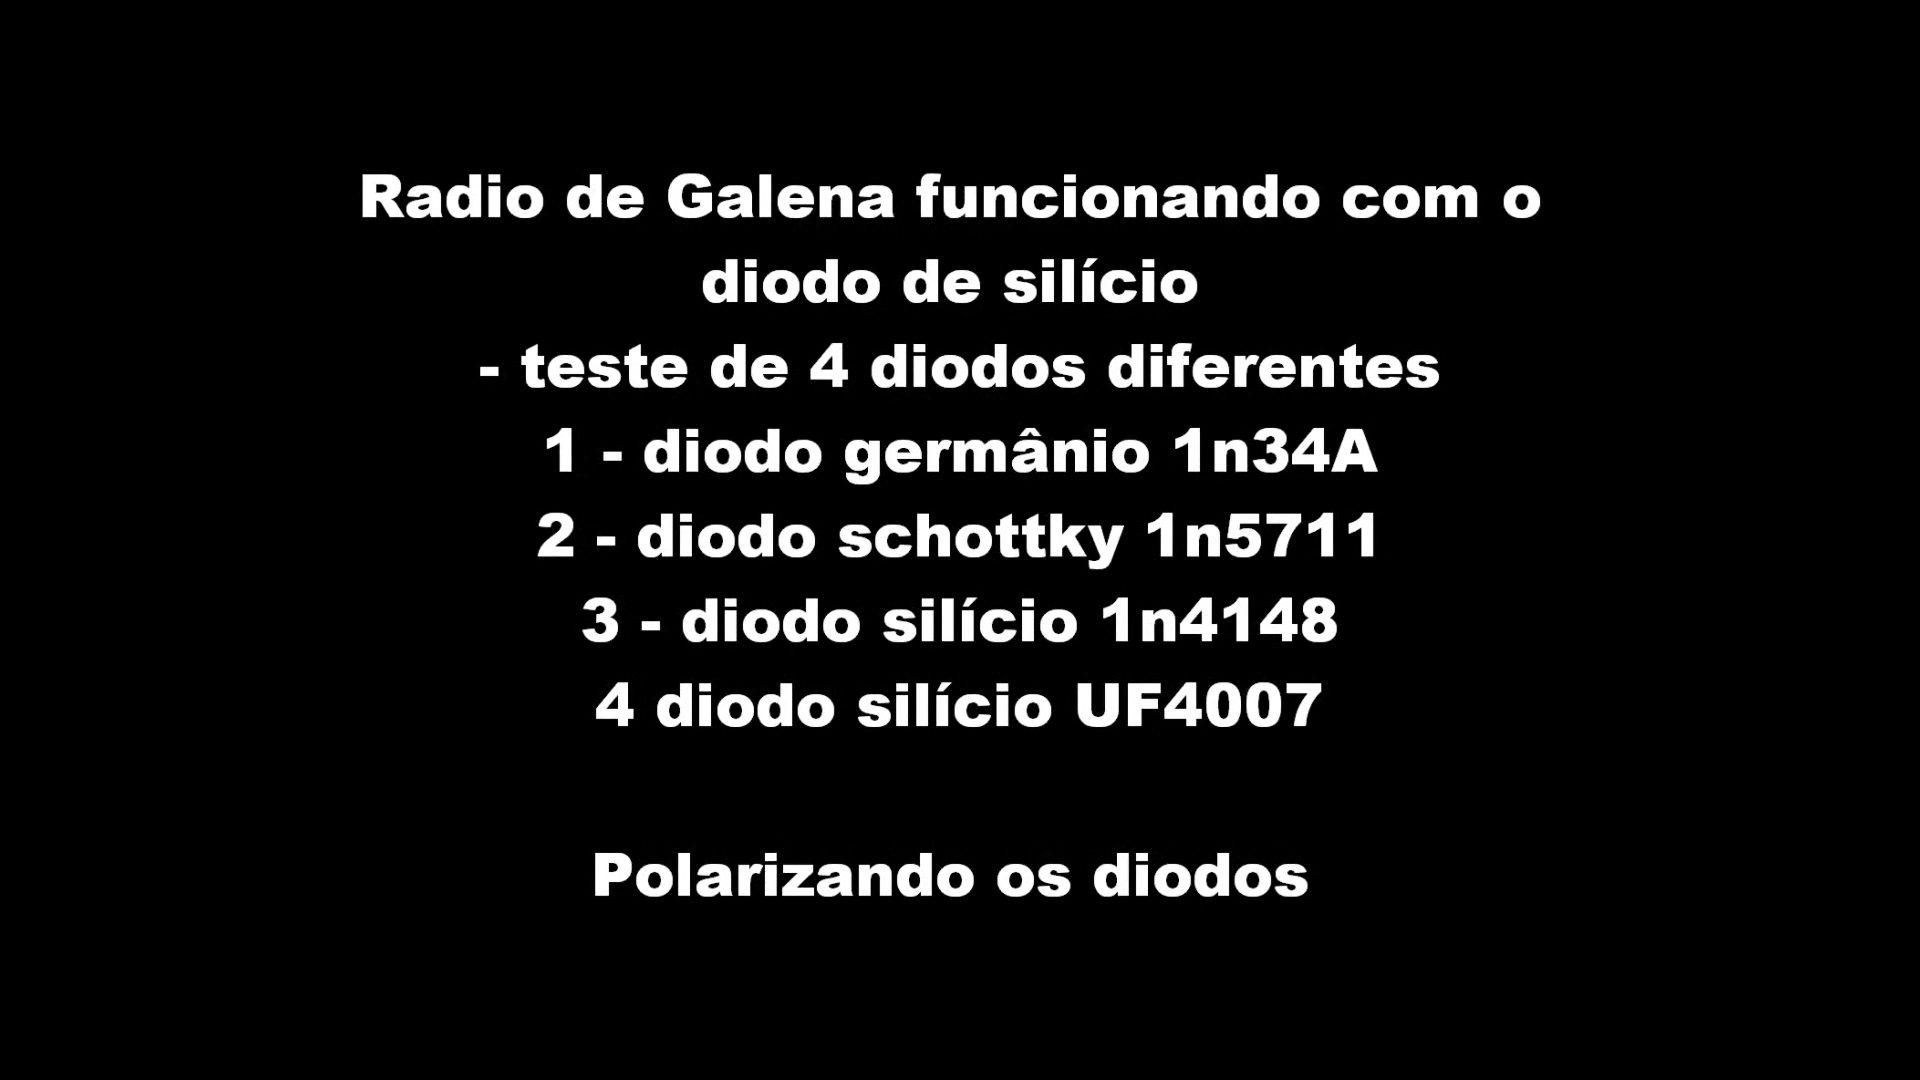 Radio de Galena funcionando com o
diodo de silício
- teste de 4 diodos diferentes
1 - diodo germânio 1n34A
2 - diodo schottky 1n5711
3 - diodo silício 1n4148
4 diodo silício UF4007
Polarizando os diodos